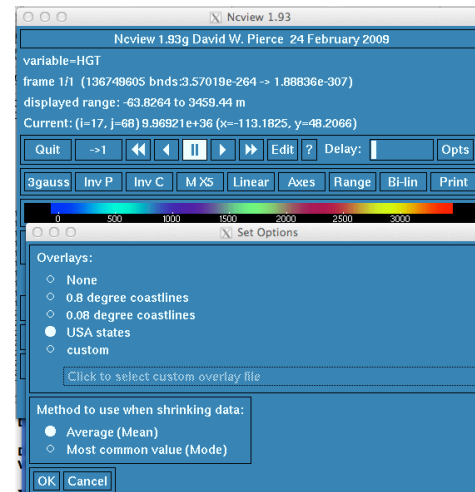 Ncview 1.93
Ncview 1.93g David W. Pierce 24 February 2009
variable=HGT
frame 1/1 (136749605 bnds:3.57019e-264 -> 1.88836e-307)
displayed range: -63.8264 to 3459.44 m
Current: (i=17, j=68) 9.96921e+36 (x=-113.1825, y=48.2066)
Quit ->1 Edit ? Delay: Opts
3gauss Inv P Inv C M X5 Linear Axes Range Bi-lin Print
0 500 1000 1500 2000 2500 3000
Set Options
Overlays:
None
0.8 degree coastlines
0.08 degree coastlines
USA states
custom
Click to select custom overlay file
Method to use when shrinking data:
Average (Mean)
Most common value (Mode)
OK Cancel